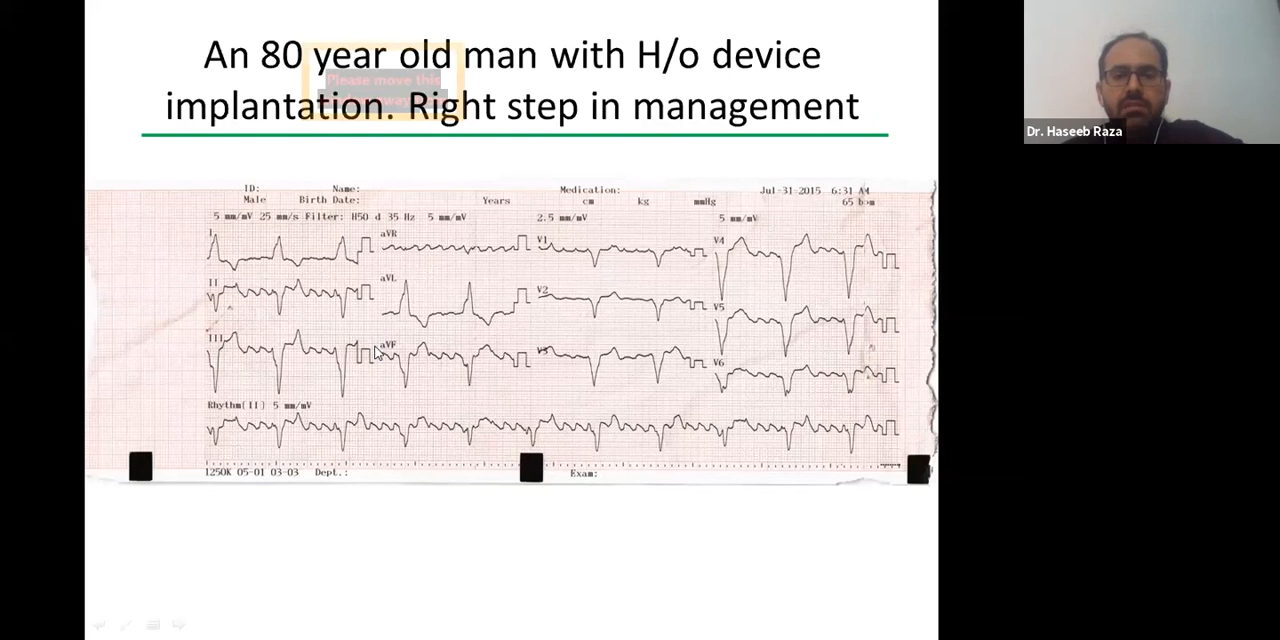 An 80 year old man with H/o device
implantation. Right step in management
Please move this
Dr. Haseeb Raza
ID: Name: Medication: Jul-31-2015 6:31 AM
Male Birth Date: Years cm kg mmHg 65 bpm
5 mm/mV 25 mm/s Filter: H50 d 35 Hz 5 mm/mV 2.5 mm/mV 5 mm/mV
I aVR V1 V4
II aVL V2 V5
III aVF V3 V6
Rhythm(II) 5 mm/mV
1250K 05-01 03-03 Dept.: Exam: